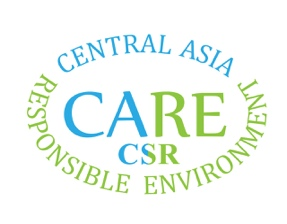 CENTRAL ASIA
CARE
CSR
RESPONSIBLE ENVIRONMENT